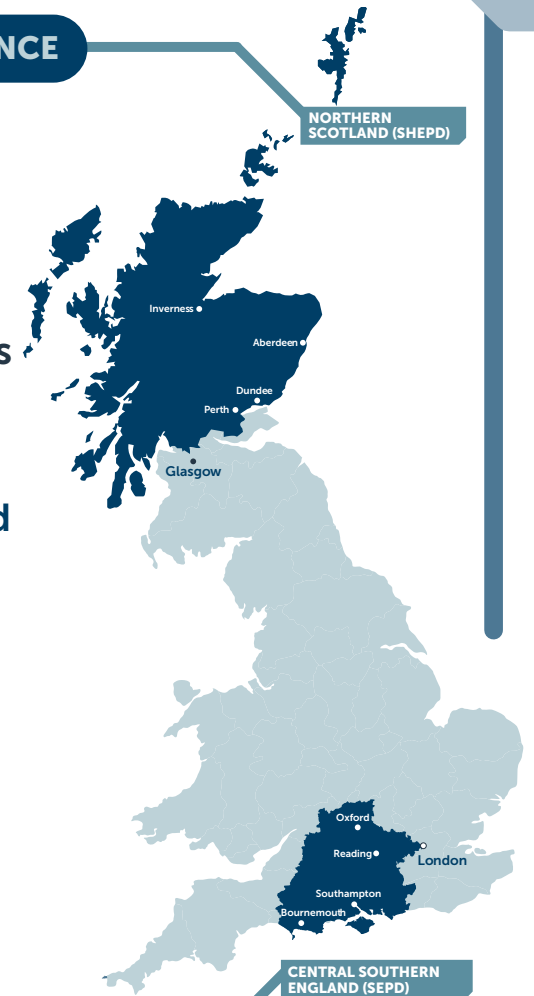 NCE
NORTHERN
SCOTLAND (SHEPD)
Inverness
Aberdeen
s
Dundee
Perth
Glasgow
d
Oxford
Reading
London
Southampton
Bournemouth
CENTRAL SOUTHERN
ENGLAND (SEPD)